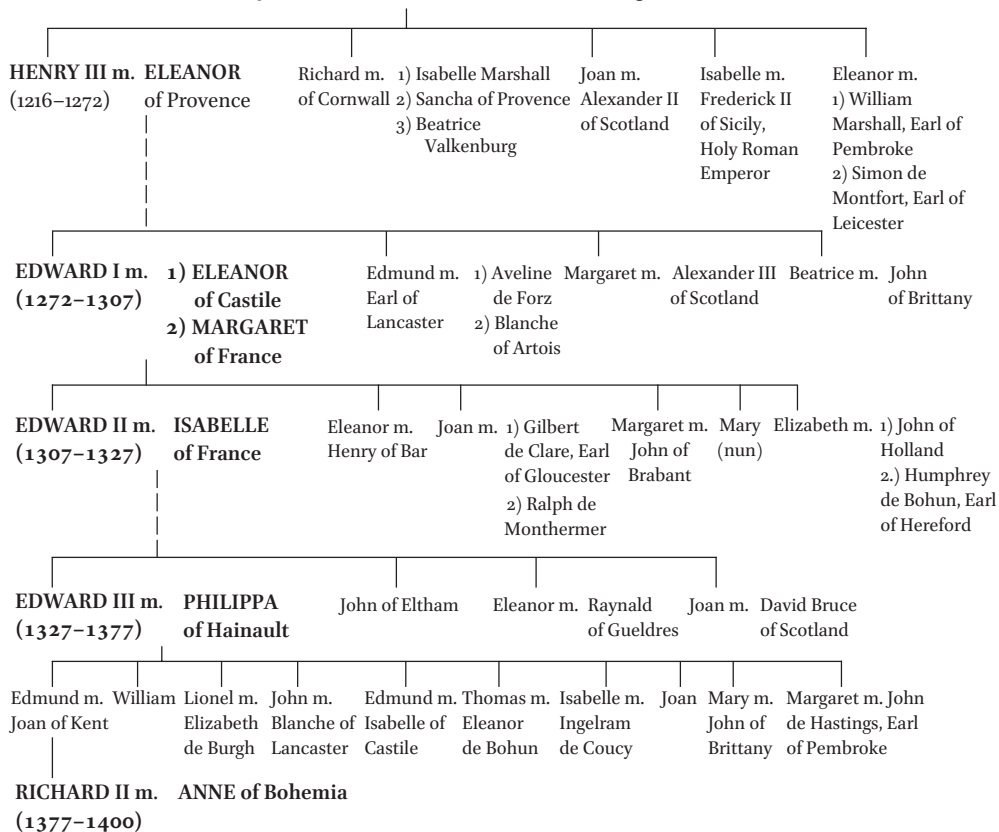 HENRY III m. ELEANOR
(1216–1272) of Provence
Richard m. 1) Isabelle Marshall
of Cornwall 2) Sancha of Provence
3) Beatrice
Valkenburg
Joan m.
Alexander II
of Scotland
Isabelle m.
Frederick II
of Sicily,
Holy Roman
Emperor
Eleanor m.
1) William
Marshall, Earl of
Pembroke
2) Simon de
Montfort, Earl of
Leicester
EDWARD I m. 1) ELEANOR
(1272–1307) of Castile
2) MARGARET
of France
Edmund m. 1) Aveline
Earl of de Forz
Lancaster 2) Blanche
of Artois
Margaret m. Alexander III
of Scotland
Beatrice m. John
of Brittany
EDWARD II m. ISABELLE
(1307–1327) of France
Eleanor m.
Henry of Bar
Joan m. 1) Gilbert
de Clare, Earl
of Gloucester
2) Ralph de
Monthermer
Margaret m.
John of
Brabant
Mary
(nun)
Elizabeth m. 1) John of
Holland
2.) Humphrey
de Bohun, Earl
of Hereford
EDWARD III m. PHILIPPA
(1327–1377) of Hainault
John of Eltham
Eleanor m. Raynald
of Gueldres
Joan m. David Bruce
of Scotland
Edmund m.
Joan of Kent
William
Lionel m.
Elizabeth
de Burgh
John m.
Blanche of
Lancaster
Edmund m.
Isabelle of
Castile
Thomas m.
Eleanor
de Bohun
Isabelle m.
Ingelram
de Coucy
Joan
Mary m.
John of
Brittany
Margaret m. John
de Hastings, Earl
of Pembroke
RICHARD II m. ANNE of Bohemia
(1377–1400)